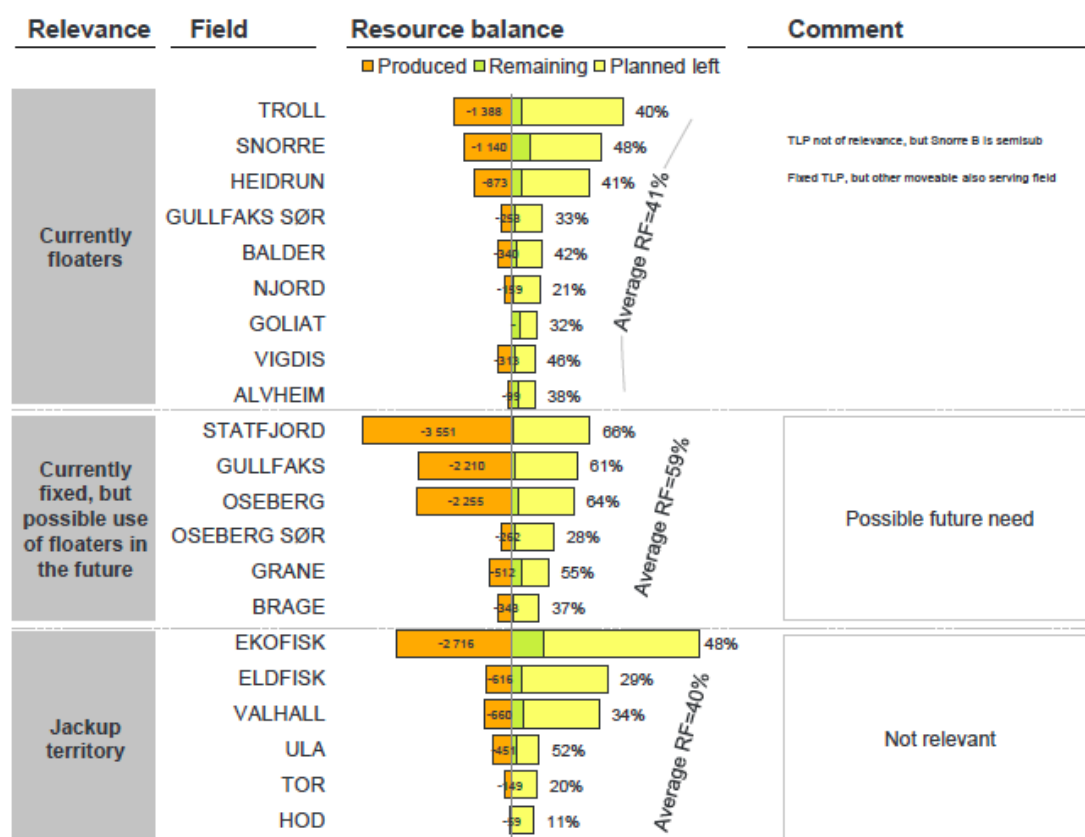 Relevance Field Resource balance Comment
Produced Remaining Planned left
Currently
floaters
TROLL -1 388 40%
SNORRE -1 140 48% TLP not of relevance, but Snorre B is semisub
HEIDRUN -873 41% Fixed TLP, but other moveable also serving field
GULLFAKS SØR -253 33%
BALDER -340 42%
NJORD -199 21%
GOLIAT - 32%
VIGDIS -313 46%
ALVHEIM -99 38%
Average RF=41%
Currently
fixed, but
possible use
of floaters in
the future
STATFJORD -3 551 66%
GULLFAKS -2 210 61%
OSEBERG -2 255 64%
OSEBERG SØR -262 28%
GRANE -512 55%
BRAGE -343 37%
Average RF=59%
Possible future need
Jackup
territory
EKOFISK -2 716 48%
ELDFISK -616 29%
VALHALL -660 34%
ULA -451 52%
TOR -149 20%
HOD 11%
Average RF=40%
Not relevant